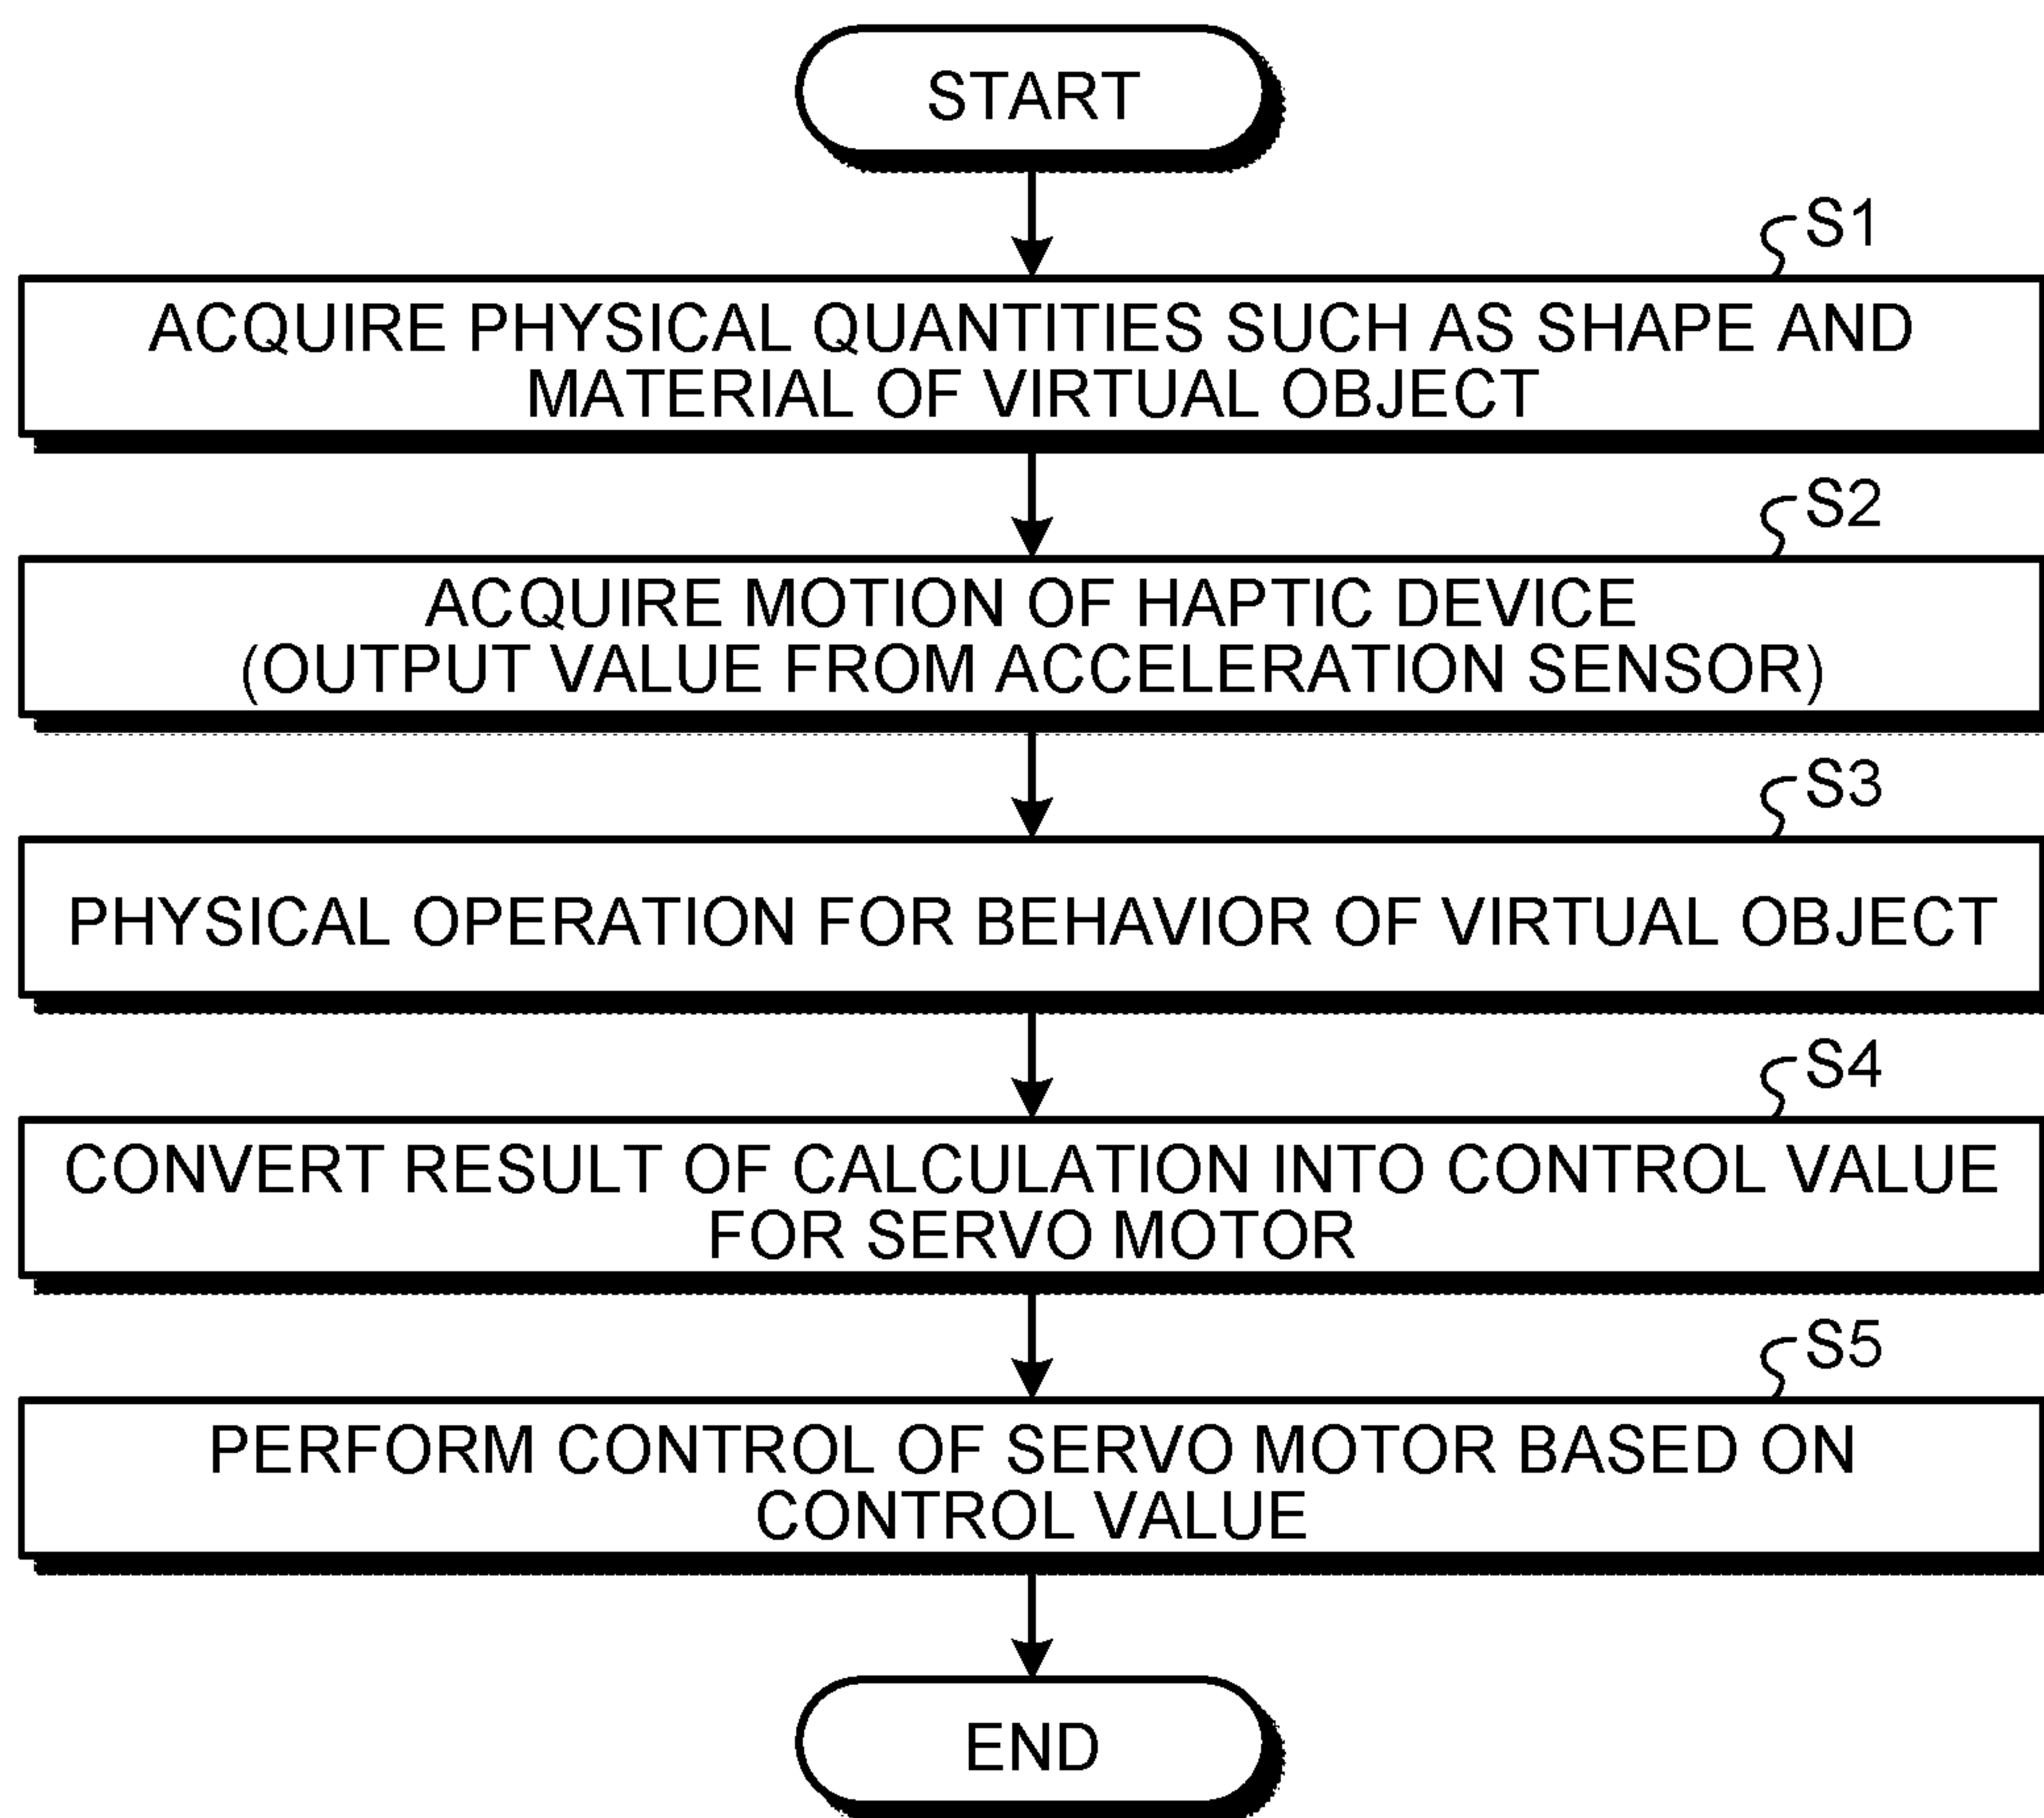 START
S1
ACQUIRE PHYSICAL QUANTITIES SUCH AS SHAPE AND
MATERIAL OF VIRTUAL OBJECT
S2
ACQUIRE MOTION OF HAPTIC DEVICE
(OUTPUT VALUE FROM ACCELERATION SENSOR)
S3
PHYSICAL OPERATION FOR BEHAVIOR OF VIRTUAL OBJECT
S4
CONVERT RESULT OF CALCULATION INTO CONTROL VALUE
FOR SERVO MOTOR
S5
PERFORM CONTROL OF SERVO MOTOR BASED ON
CONTROL VALUE
END